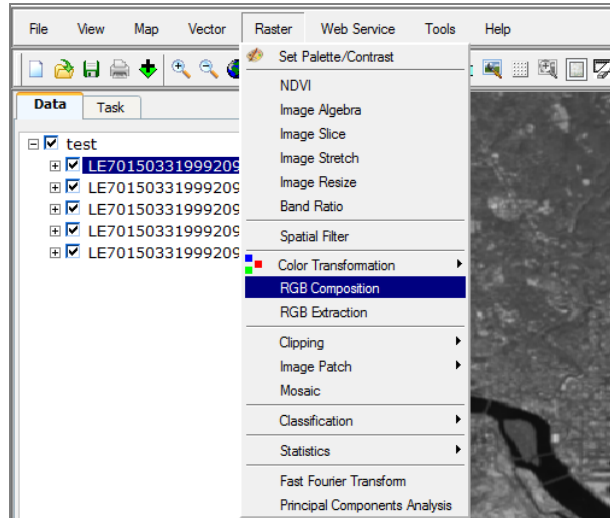 File View Map Vector Raster Web Service Tools Help
Set Palette/Contrast
NDVI
Image Algebra
Image Slice
Image Stretch
Image Resize
Band Ratio
Spatial Filter
Color Transformation
RGB Composition
RGB Extraction
Clipping
Image Patch
Mosaic
Classification
Statistics
Fast Fourier Transform
Principal Components Analysis
Data Task
test
LE70150331999209
LE70150331999209
LE70150331999209
LE70150331999209
LE70150331999209